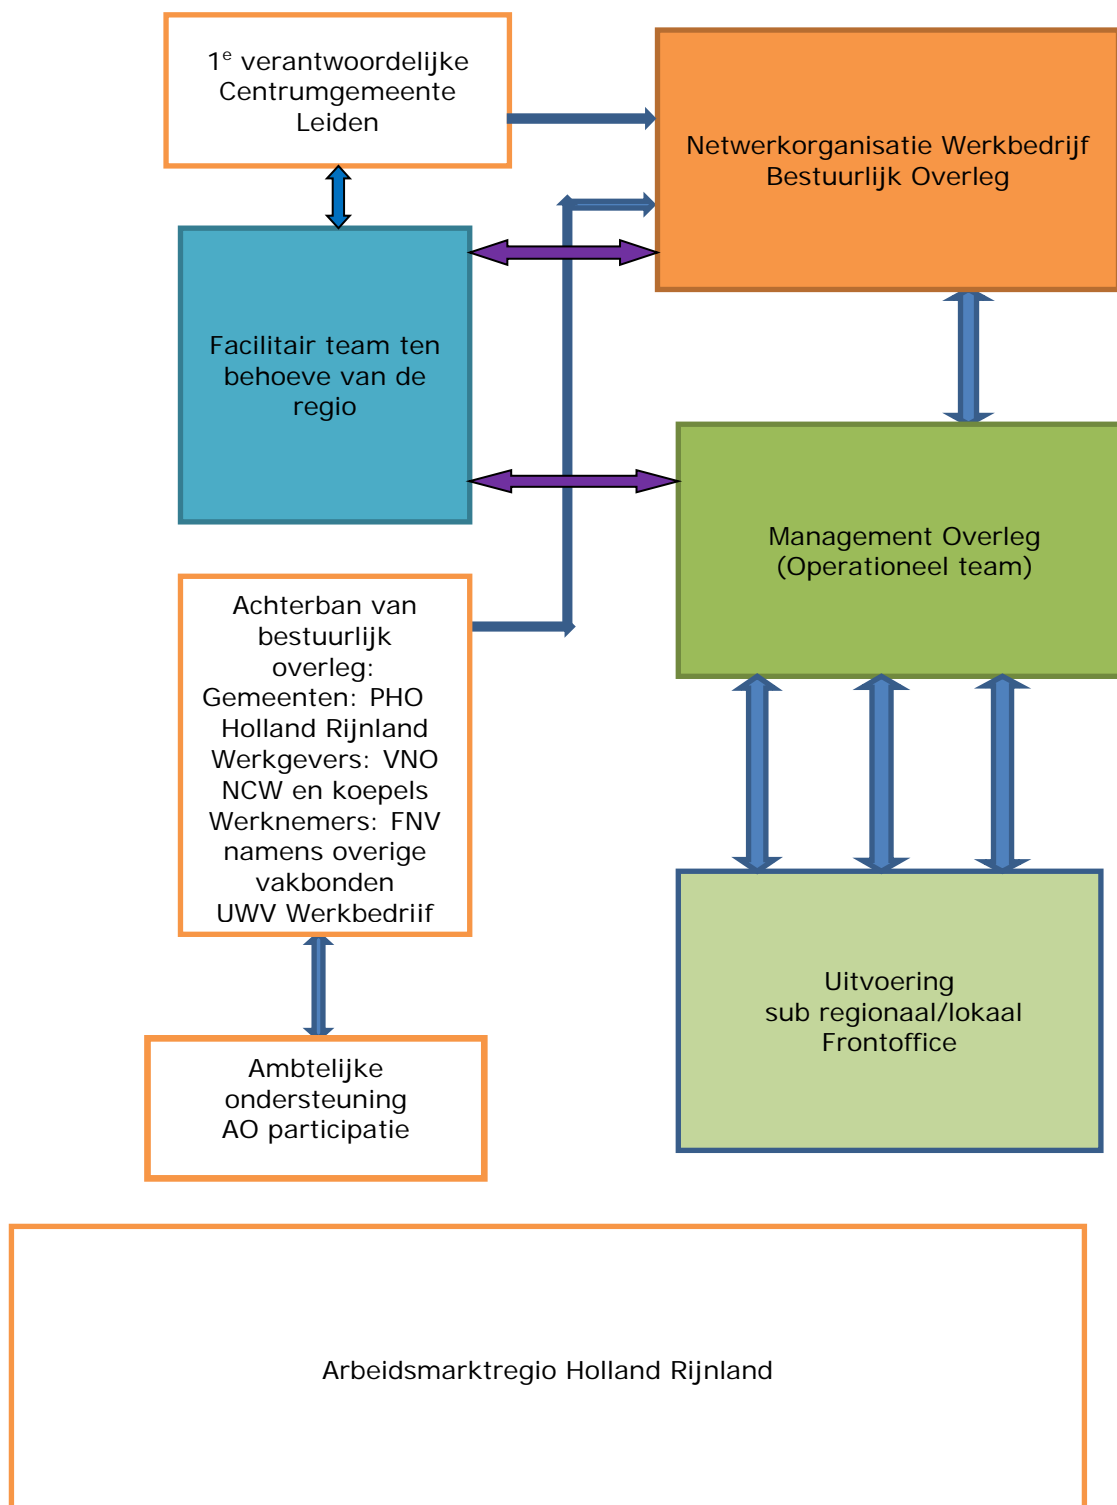 1e verantwoordelijke
Centrumgemeente
Leiden
Netwerkorganisatie Werkbedrijf
Bestuurlijk Overleg
Facilitair team ten
behoeve van de
regio
Management Overleg
(Operationeel team)
Achterban van
bestuurlijk
overleg:
Gemeenten: PHO
Holland Rijnland
Werkgevers: VNO
NCW en koepels
Werknemers: FNV
namens overige
vakbonden
UWV Werkbedrijf
Uitvoering
sub regionaal/lokaal
Frontoffice
Ambtelijke
ondersteuning
AO participatie
Arbeidsmarktregio Holland Rijnland